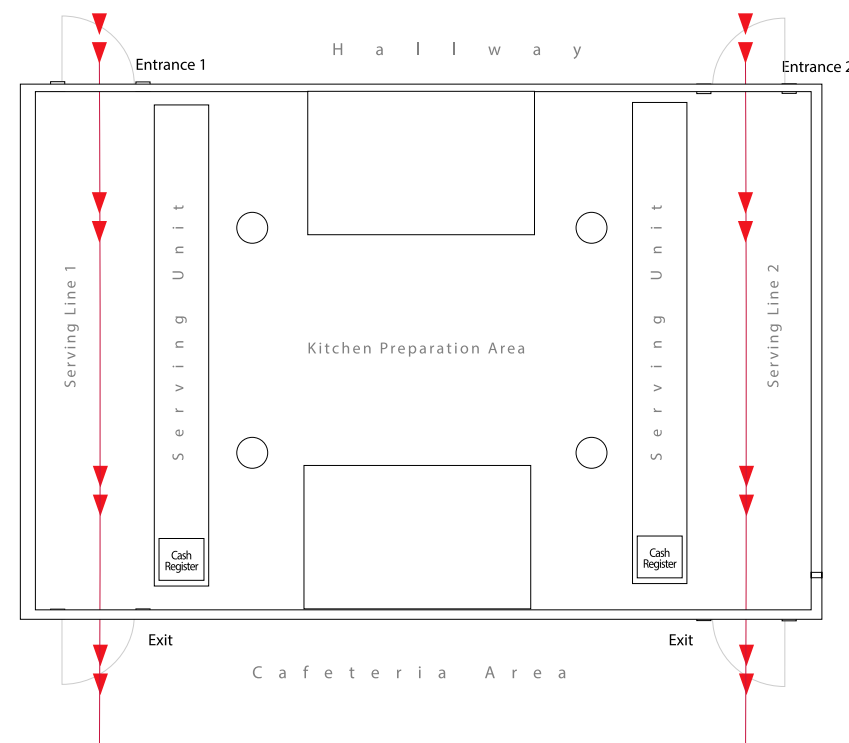 Hallway
Entrance 1
Entrance 2
Serving Line 1
Serving Unit
Kitchen Preparation Area
Serving Unit
Serving Line 2
Cash
Register
Cash
Register
Exit
Exit
Cafeteria Area